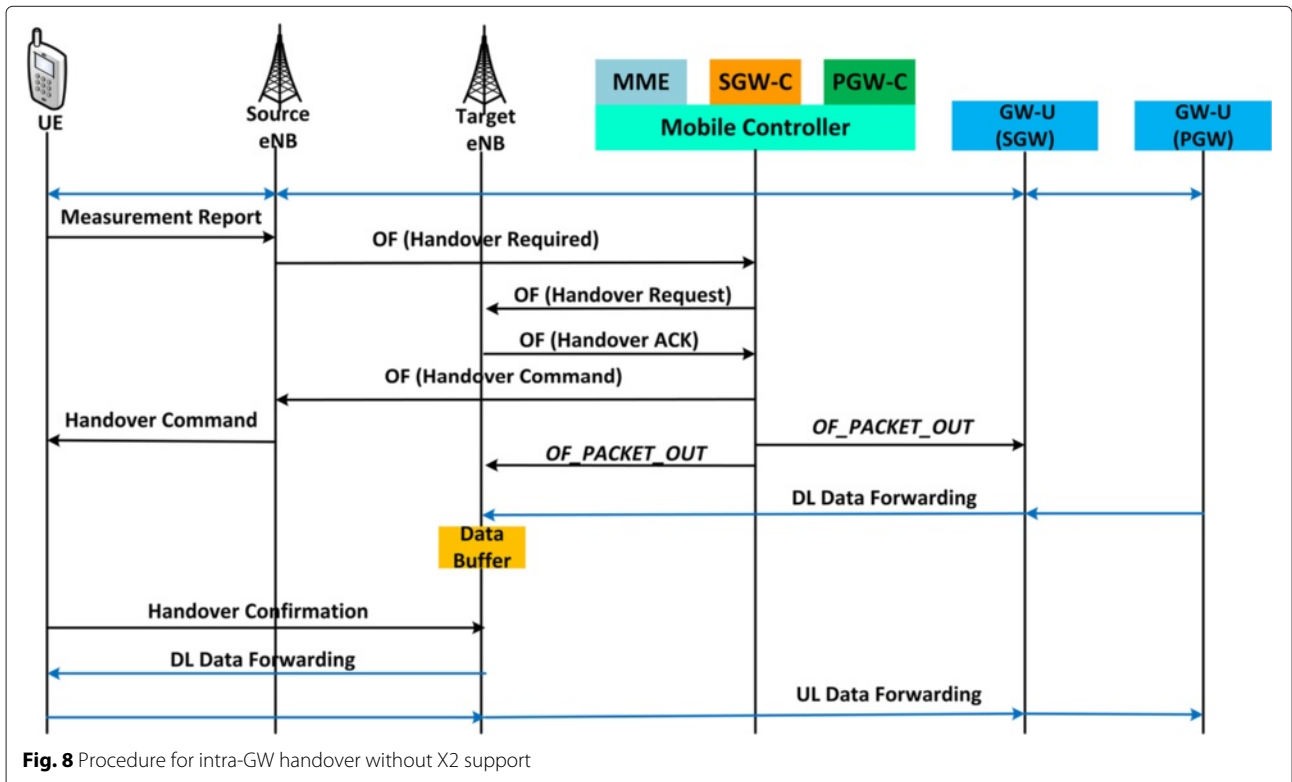 MME
SGW-C
PGW-C
Mobile Controller
UE
Source
eNB
Target
eNB
GW-U
(SGW)
GW-U
(PGW)
Measurement Report
OF (Handover Required)
OF (Handover Request)
OF (Handover ACK)
OF (Handover Command)
Handover Command
OF_PACKET_OUT
OF_PACKET_OUT
DL Data Forwarding
Data
Buffer
Handover Confirmation
DL Data Forwarding
UL Data Forwarding
Fig. 8 Procedure for intra-GW handover without X2 support